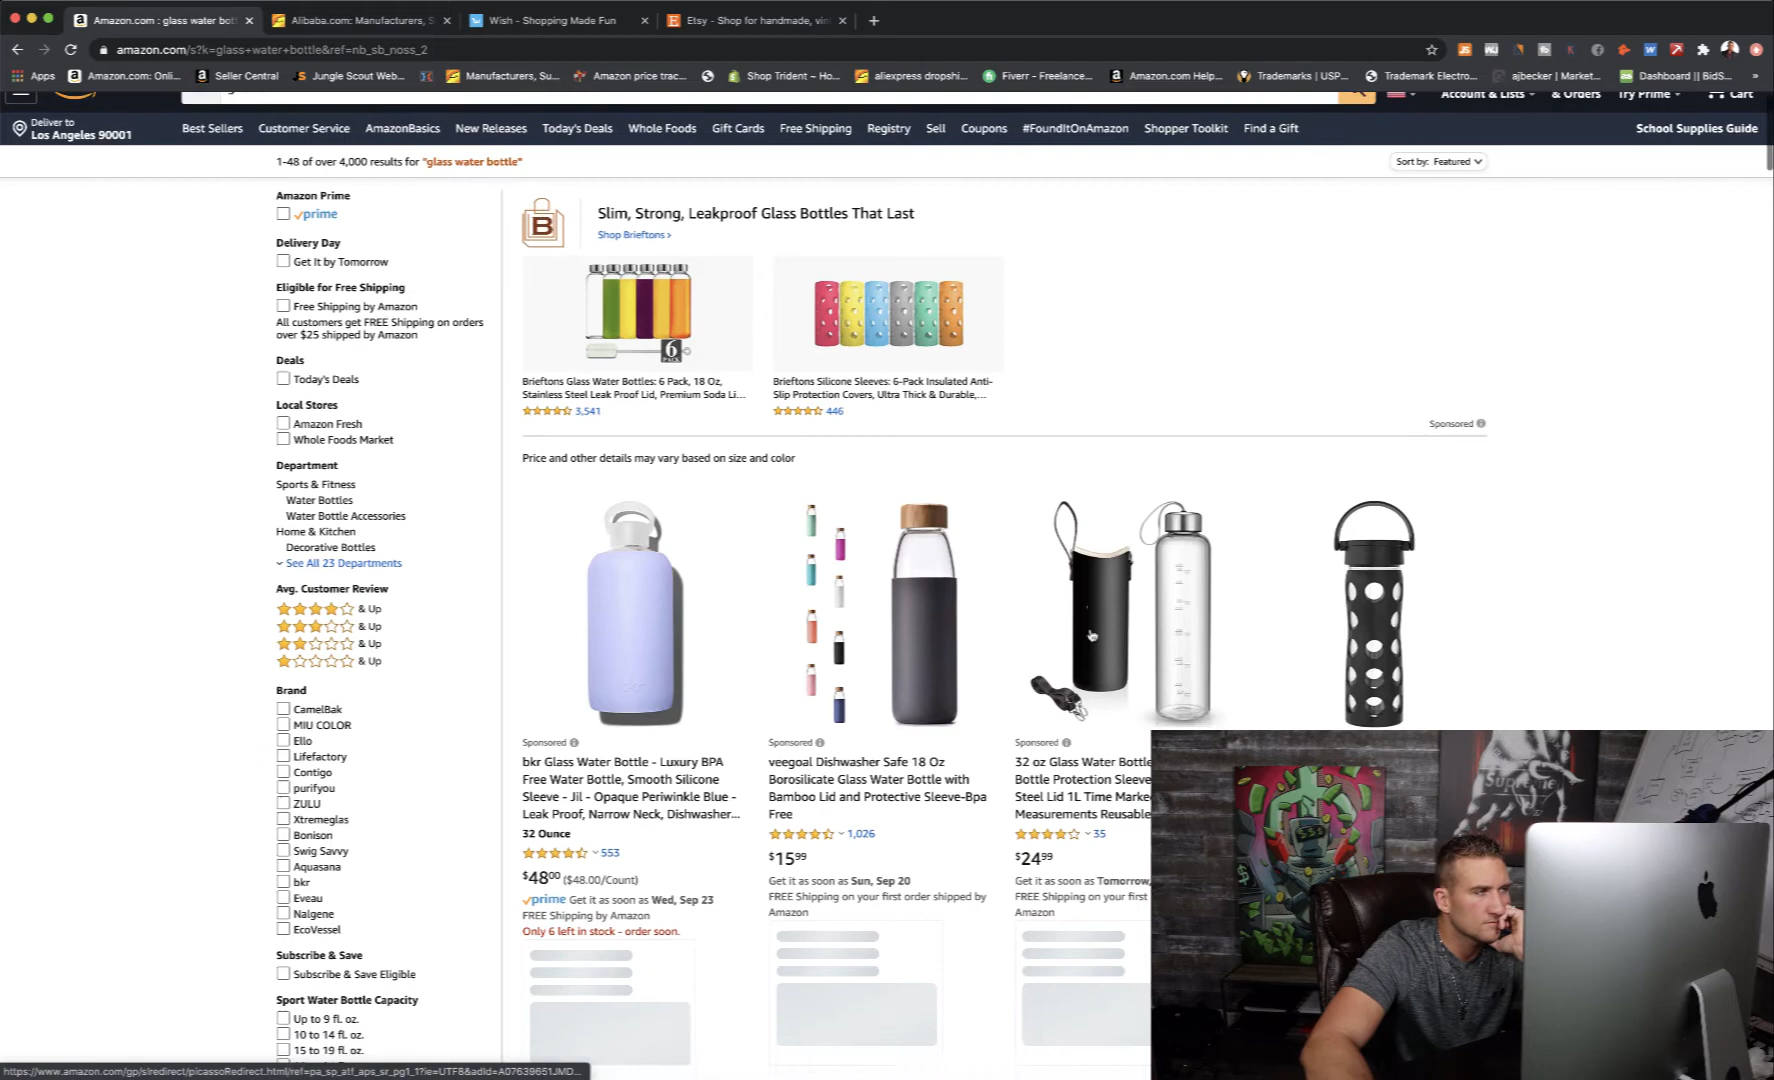 Amazon.com : glass water bott
Alibaba.com: Manufacturers, S
Wish - Shopping Made Fun
Etsy - Shop for handmade, vin
amazon.com/s?k=glass+water+bottle&ref=nb_sb_noss_2
Apps
Amazon.com: Onli...
Seller Central
Jungle Scout Web...
Manufacturers, Su...
Amazon price trac...
Shop Trident ~ Ho...
aliexpress dropshi...
Fiverr - Freelance...
Amazon.com Help...
Trademarks | USP...
Trademark Electro...
ajbecker | Market...
Dashboard || BidS...
Account & Lists
& Orders
Try Prime
Cart
Deliver to
Los Angeles 90001
Best Sellers
Customer Service
AmazonBasics
New Releases
Today's Deals
Whole Foods
Gift Cards
Free Shipping
Registry
Sell
Coupons
#FoundItOnAmazon
Shopper Toolkit
Find a Gift
School Supplies Guide
1-48 of over 4,000 results for "glass water bottle"
Sort by: Featured
Amazon Prime
prime
Delivery Day
Get It by Tomorrow
Eligible for Free Shipping
Free Shipping by Amazon
All customers get FREE Shipping on orders
over $25 shipped by Amazon
Deals
Today's Deals
Local Stores
Amazon Fresh
Whole Foods Market
Department
Sports & Fitness
Water Bottles
Water Bottle Accessories
Home & Kitchen
Decorative Bottles
See All 23 Departments
Avg. Customer Review
& Up
& Up
& Up
& Up
Brand
CamelBak
MIU COLOR
Ello
Lifefactory
Contigo
purifyou
ZULU
Xtremeglas
Bonison
Swig Savvy
Aquasana
bkr
Eveau
Nalgene
EcoVessel
Subscribe & Save
Subscribe & Save Eligible
Sport Water Bottle Capacity
Up to 9 fl. oz.
10 to 14 fl. oz.
15 to 19 fl. oz.
B
Slim, Strong, Leakproof Glass Bottles That Last
Shop Brieftons >
6
PACK
Brieftons Glass Water Bottles: 6 Pack, 18 Oz,
Stainless Steel Leak Proof Lid, Premium Soda Li...
3,541
Brieftons Silicone Sleeves: 6-Pack Insulated Anti-
Slip Protection Covers, Ultra Thick & Durable,...
446
Sponsored
Price and other details may vary based on size and color
Sponsored
bkr Glass Water Bottle - Luxury BPA
Free Water Bottle, Smooth Silicone
Sleeve - Jil - Opaque Periwinkle Blue -
Leak Proof, Narrow Neck, Dishwasher...
32 Ounce
553
$4800 ($48.00/Count)
prime Get it as soon as Wed, Sep 23
FREE Shipping by Amazon
Only 6 left in stock - order soon.
Sponsored
veegoal Dishwasher Safe 18 Oz
Borosilicate Glass Water Bottle with
Bamboo Lid and Protective Sleeve-Bpa
Free
1,026
$1599
Get it as soon as Sun, Sep 20
FREE Shipping on your first order shipped by
Amazon
Sponsored
32 oz Glass Water Bottle
Bottle Protection Sleeve
Steel Lid 1L Time Marke
Measurements Reusable
35
$2499
Get it as soon as Tomorrow,
FREE Shipping on your first
Amazon
https://www.amazon.com/gp/slredirect/picassoRedirect.html/ref=pa_sp_atf_aps_sr_pg1_1?ie=UTF8&adId=A07639651JMD...